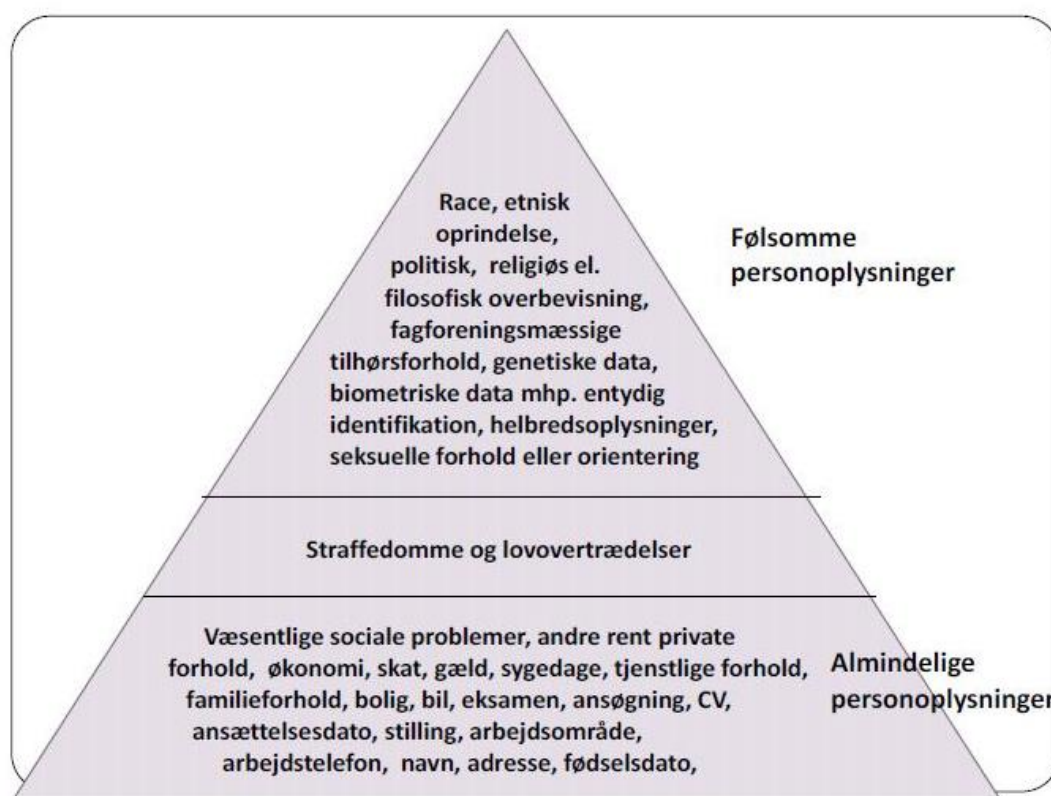 Race, etnisk
oprindelse,
politisk, religiøs el.
filosofisk overbevisning,
fagforeningsmæssige
tilhørsforhold, genetiske data,
biometriske data mhp. entydig
identifikation, helbredsoplysninger,
seksuelle forhold eller orientering
Følsomme
personoplysninger
Straffedomme og lovovertrædelser
Væsentlige sociale problemer, andre rent private
forhold, økonomi, skat, gæld, sygedage, tjenstlige forhold,
familieforhold, bolig, bil, eksamen, ansøgning, CV,
ansættelsesdato, stilling, arbejdsområde,
arbejdstelefon, navn, adresse, fødselsdato,
Almindelige
personoplysninger